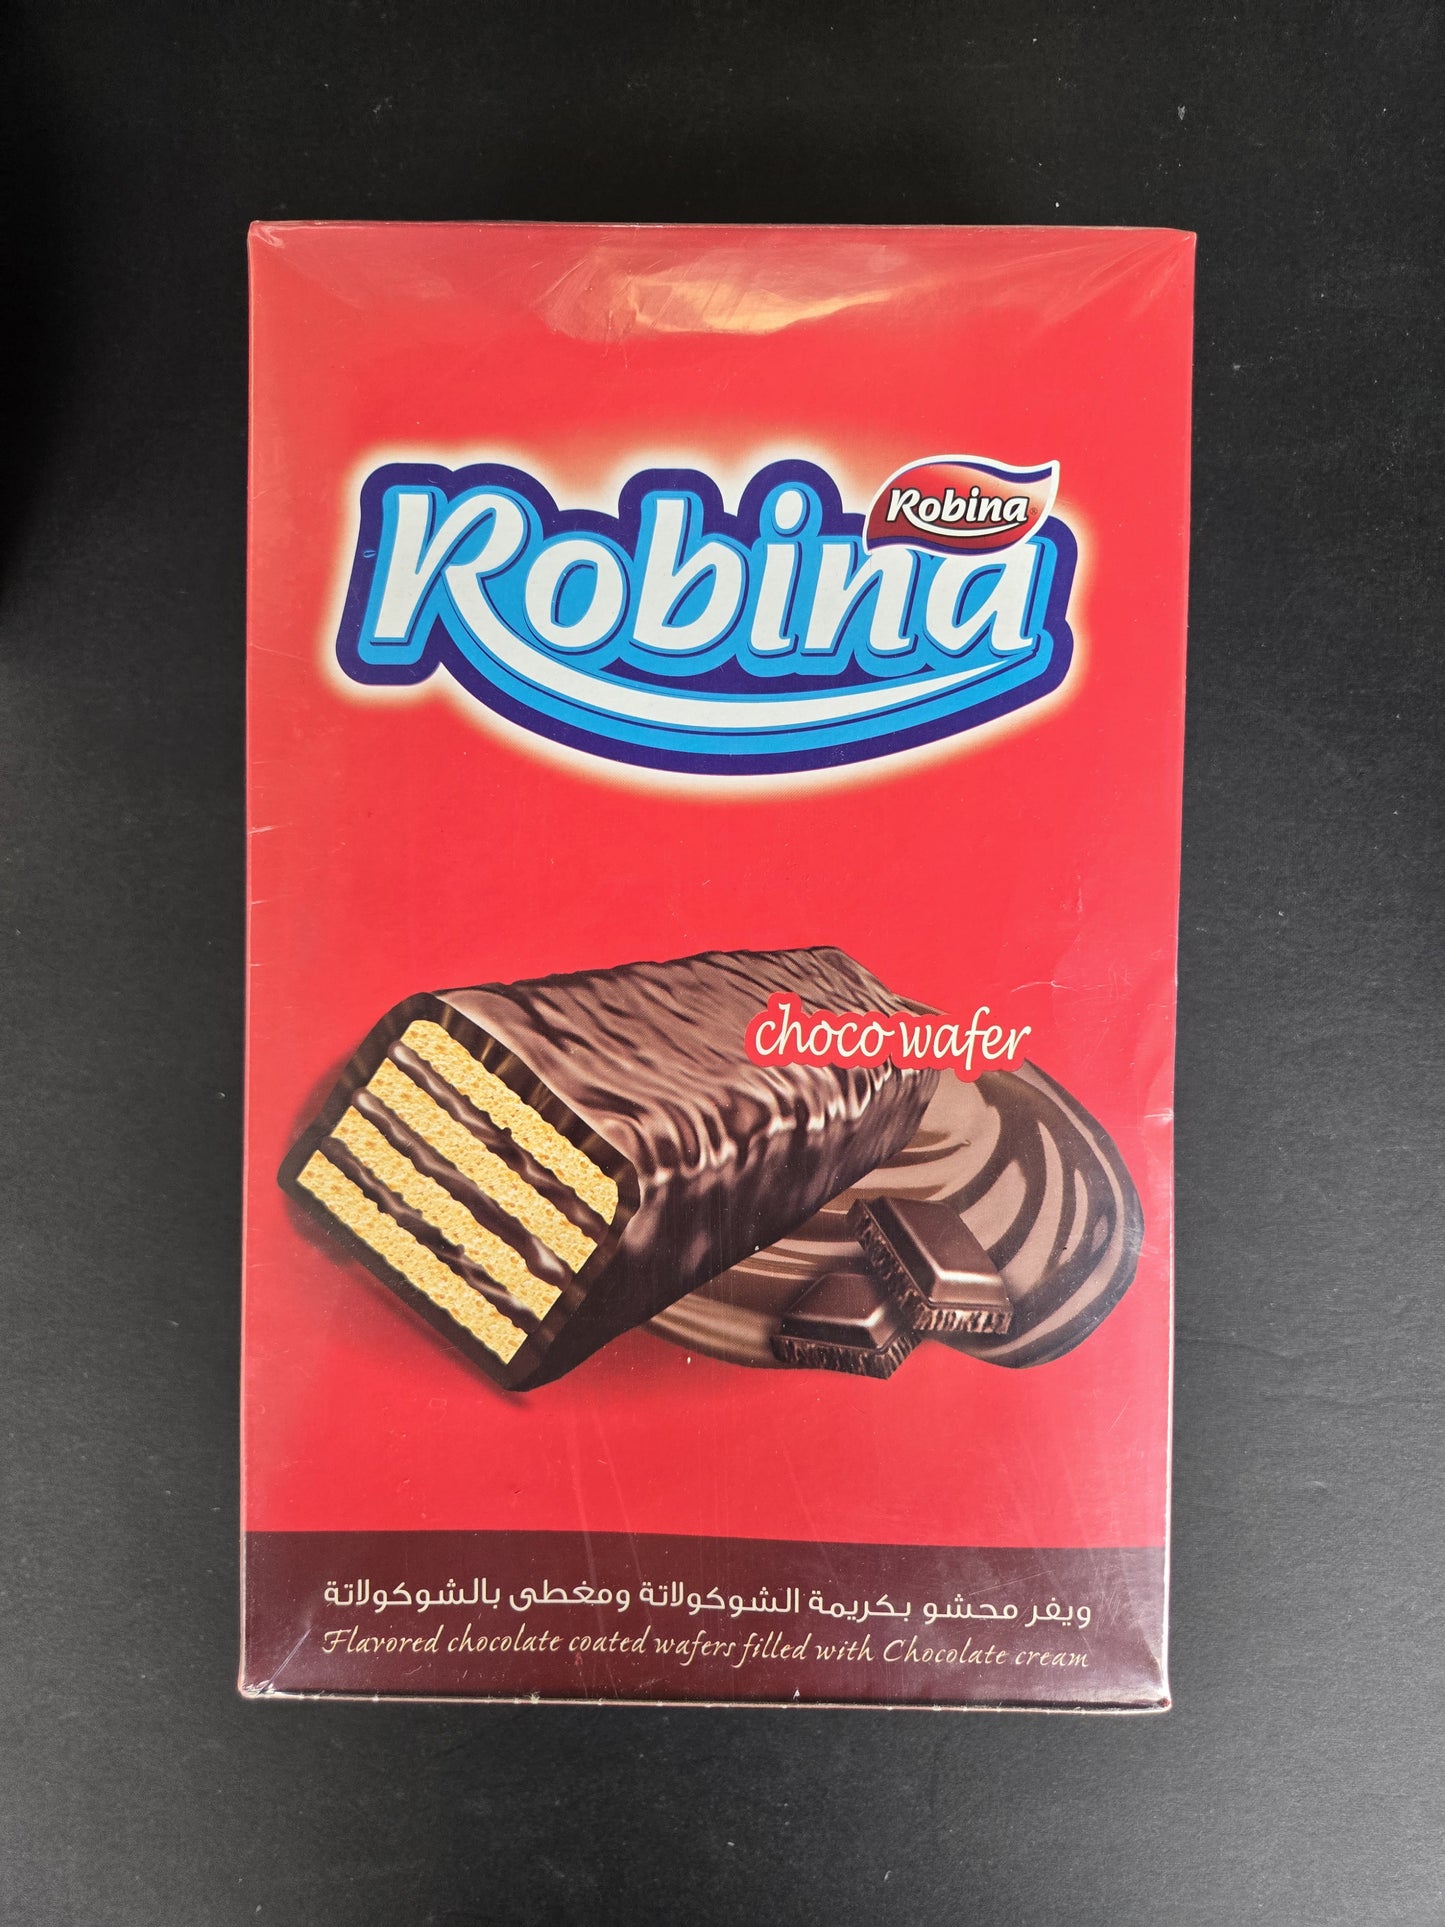 Robina®
Robina
choco wafer
ويفر محشو بكريمة الشوكولاتة ومغطى بالشوكولاتة
Flavored chocolate coated wafers filled with Chocolate cream